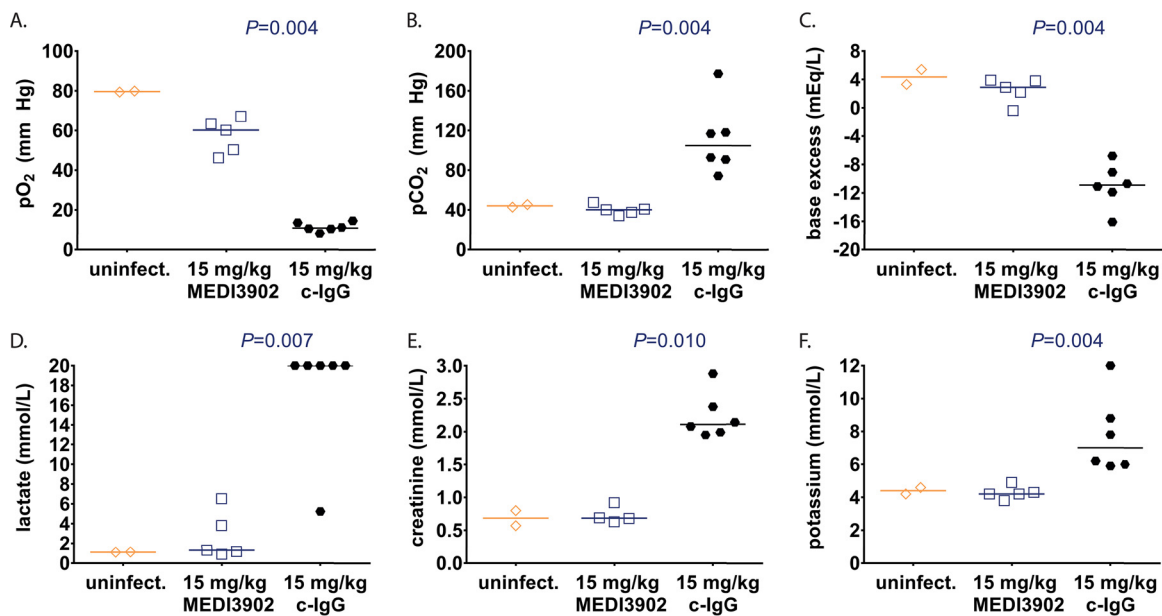 A.
P=0.004
pO2 (mm Hg)
100
80
60
40
20
0
uninfect.
15 mg/kg
MEDI3902
15 mg/kg
c-IgG
B.
P=0.004
pCO2 (mm Hg)
200
160
120
80
40
0
uninfect.
15 mg/kg
MEDI3902
15 mg/kg
c-IgG
C.
P=0.004
base excess (mEq/L)
8
4
0
-4
-8
-12
-16
-20
uninfect.
15 mg/kg
MEDI3902
15 mg/kg
c-IgG
D.
P=0.007
lactate (mmol/L)
20
18
16
14
12
10
8
6
4
2
0
uninfect.
15 mg/kg
MEDI3902
15 mg/kg
c-IgG
E.
P=0.010
creatinine (mmol/L)
3.0
2.5
2.0
1.5
1.0
0.5
0.0
uninfect.
15 mg/kg
MEDI3902
15 mg/kg
c-IgG
F.
P=0.004
potassium (mmol/L)
12
10
8
6
4
2
0
uninfect.
15 mg/kg
MEDI3902
15 mg/kg
c-IgG